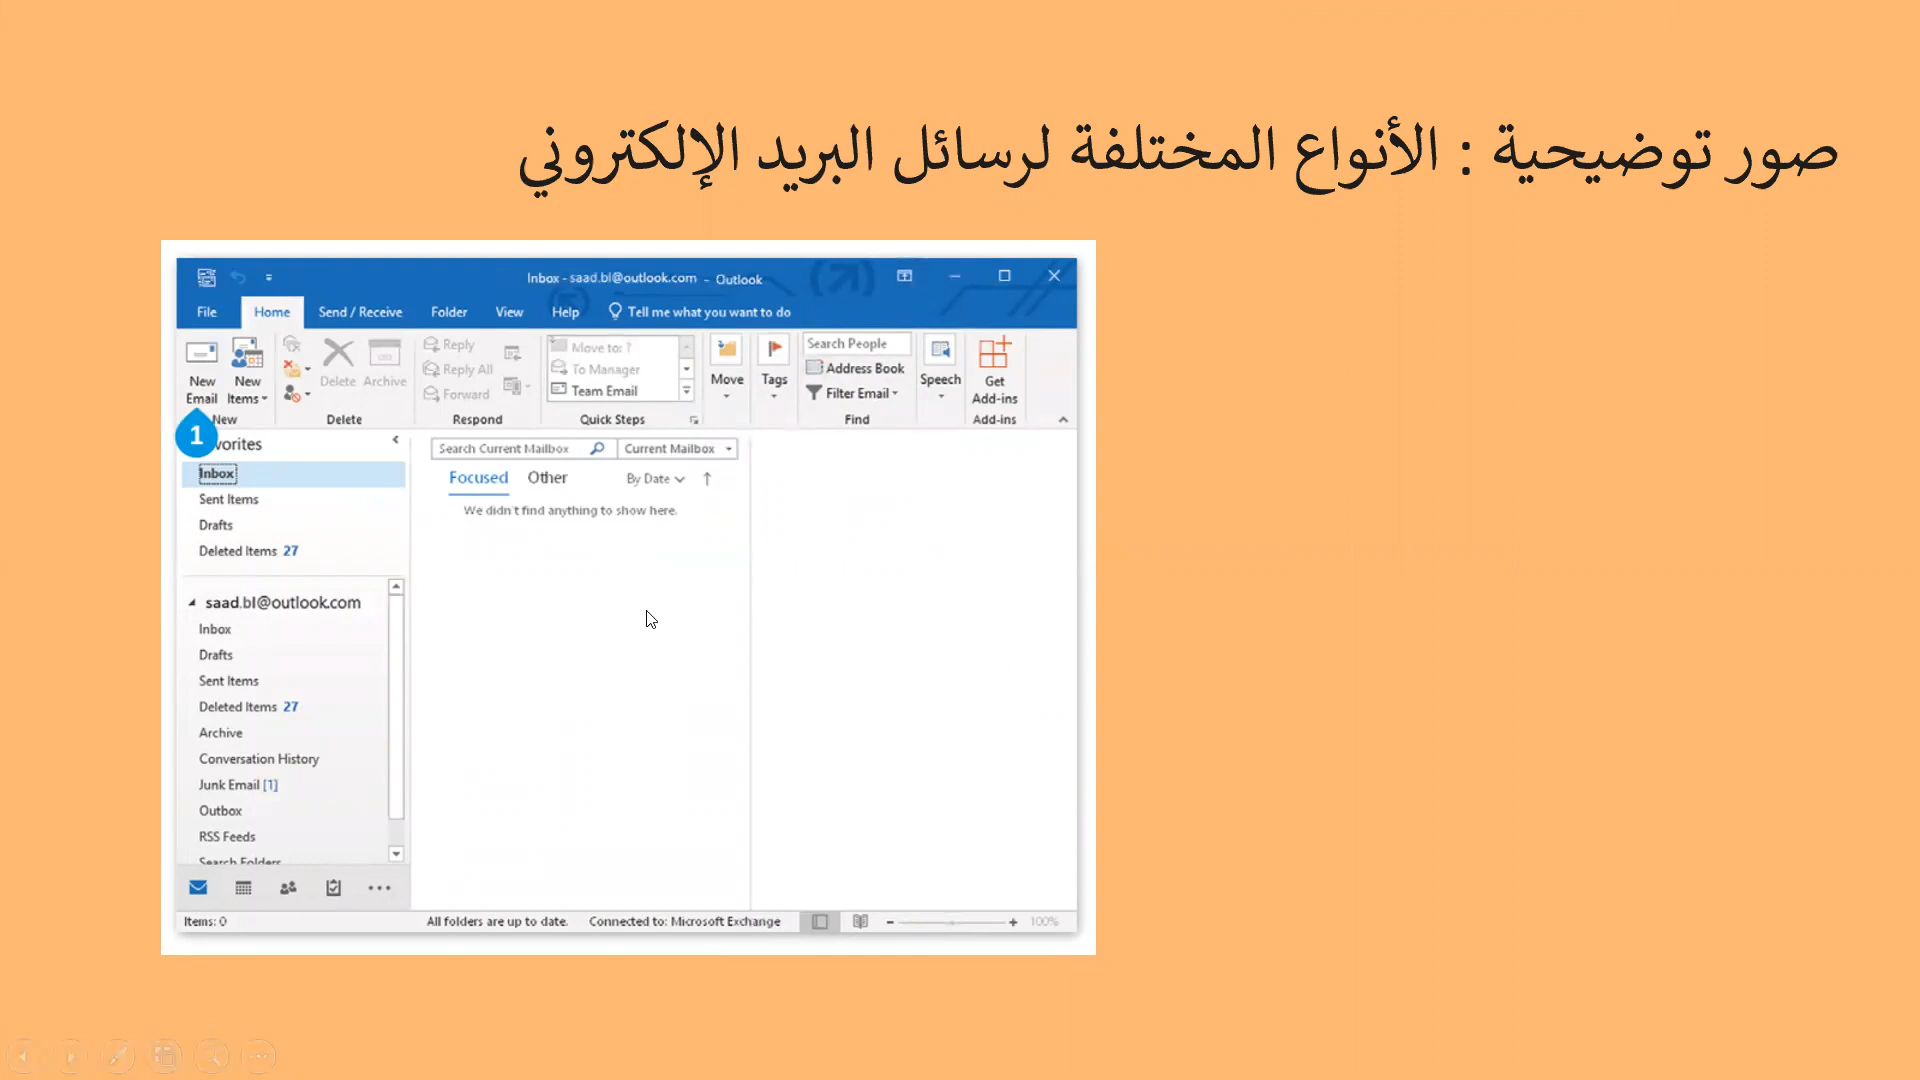 صور توضيحية : الأنواع المختلفة لرسائل البريد الإلكتروني
Inbox - saad.bl@outlook.com - Outlook
File Home Send / Receive Folder View Help Tell me what you want to do
New Email
New Items
New
Delete
Archive
Delete
Reply
Reply All
Forward
Respond
Move to: ?
To Manager
Team Email
Quick Steps
Move
Tags
Search People
Address Book
Filter Email
Find
Speech
Get Add-ins
Add-ins
1
vorites
Inbox
Sent Items
Drafts
Deleted Items 27
saad.bl@outlook.com
Inbox
Drafts
Sent Items
Deleted Items 27
Archive
Conversation History
Junk Email [1]
Outbox
RSS Feeds
Search Folders
Search Current Mailbox
Current Mailbox
Focused Other By Date
We didn't find anything to show here.
Items: 0
All folders are up to date.
Connected to: Microsoft Exchange
100%